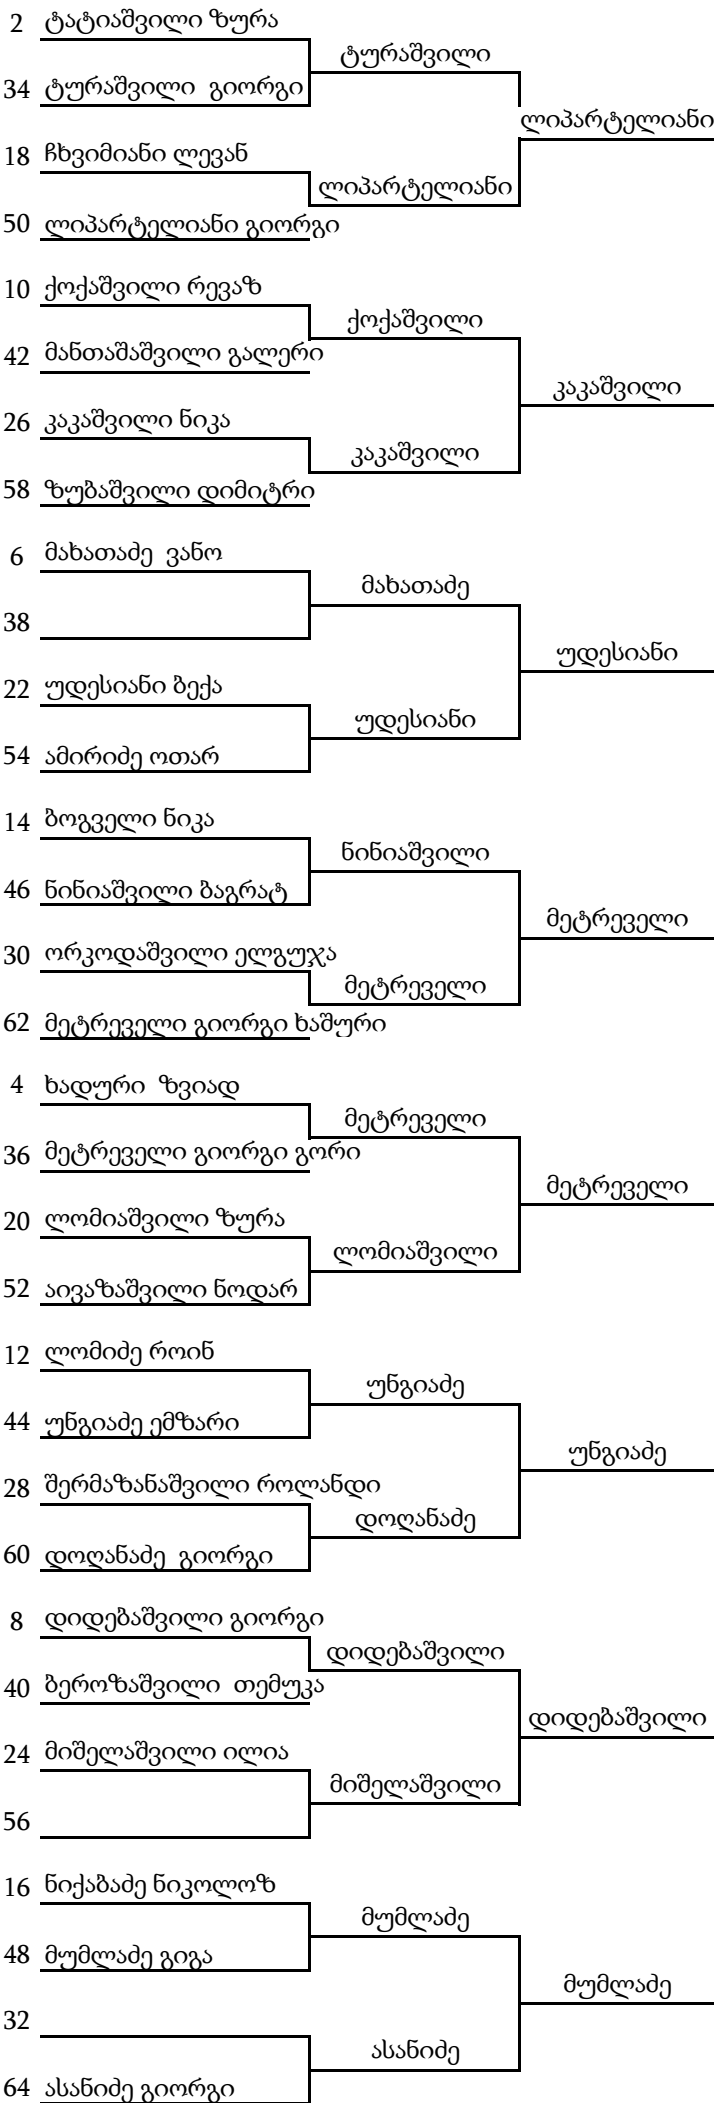 2 ტატიაშვილი ზურა
ტურაშვილი
34 ტურაშვილი გიორგი
ლიპარტელიანი
18 ჩხვიმიანი ლევან
ლიპარტელიანი
50 ლიპარტელიანი გიორგი
10 ქოქაშვილი რევაზ
ქოქაშვილი
42 მანთაშაშვილი გალერი
კაკაშვილი
26 კაკაშვილი ნიკა
კაკაშვილი
58 ზუბაშვილი დიმიტრი
6 მახათაძე ვანო
მახათაძე
38
უდესიანი
22 უდესიანი ბექა
უდესიანი
54 ამირიძე ოთარ
14 ბოგველი ნიკა
ნინიაშვილი
46 ნინიაშვილი ბაგრატ
მეტრეველი
30 ორკოდაშვილი ელგუჯა
მეტრეველი
62 მეტრეველი გიორგი ხაშური
4 ხადური ზვიად
მეტრეველი
36 მეტრეველი გიორგი გორი
მეტრეველი
20 ლომიაშვილი ზურა
ლომიაშვილი
52 აივაზაშვილი ნოდარ
12 ლომიძე როინ
უნგიაძე
44 უნგიაძე ემზარი
უნგიაძე
28 შერმაზანაშვილი როლანდი
დოღანაძე
60 დოღანაძე გიორგი
8 დიდებაშვილი გიორგი
დიდებაშვილი
40 ბეროზაშვილი თემუკა
დიდებაშვილი
24 მიშელაშვილი ილია
მიშელაშვილი
56
16 ნიქაბაძე ნიკოლოზ
მუმლაძე
48 მუმლაძე გიგა
მუმლაძე
32
ასანიძე
64 ასანიძე გიორგი